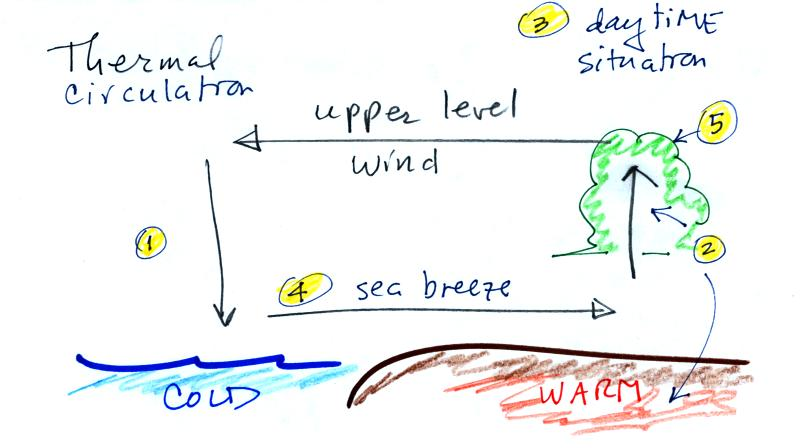 3 daytime
situation
Thermal
circulation
upper level
wind
5
1
2
4 sea breeze
COLD
WARM